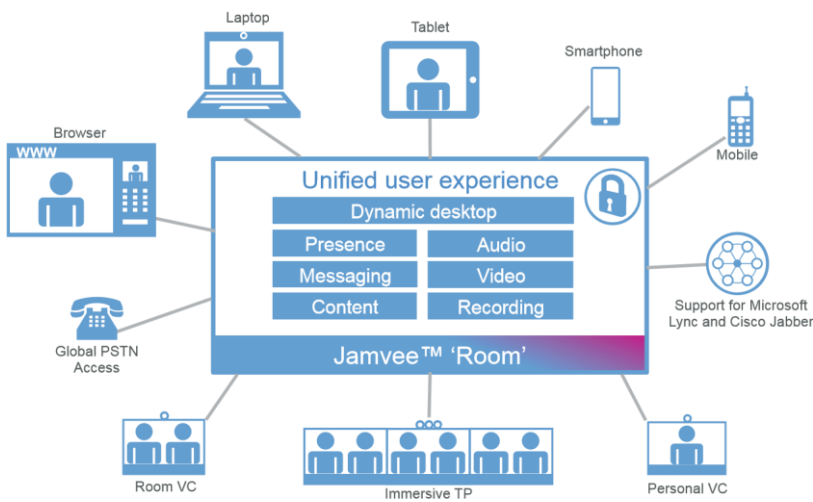 Laptop
Tablet
Smartphone
Browser
WWW
Mobile
Unified user experience
Dynamic desktop
Presence
Audio
Messaging
Video
Content
Recording
Jamvee™ ‘Room’
Support for Microsoft
Lync and Cisco Jabber
Global PSTN
Access
Room VC
Immersive TP
Personal VC